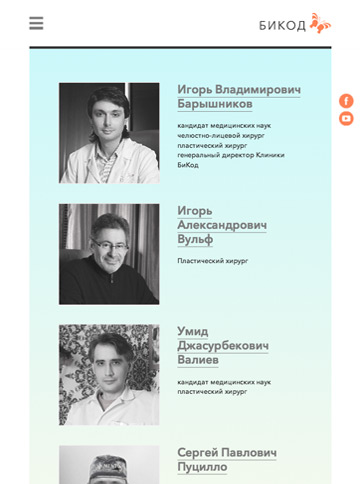 БИКОД
Игорь Владимирович
Барышников
кандидат медицинских наук
челюстно-лицевой хирург
пластический хирург
генеральный директор Клиники
БиКод
Игорь
Александрович
Вульф
Пластический хирург
Умид
Джасурбекович
Валиев
кандидат медицинских наук
пластический хирург
Сергей Павлович
Пуцилло